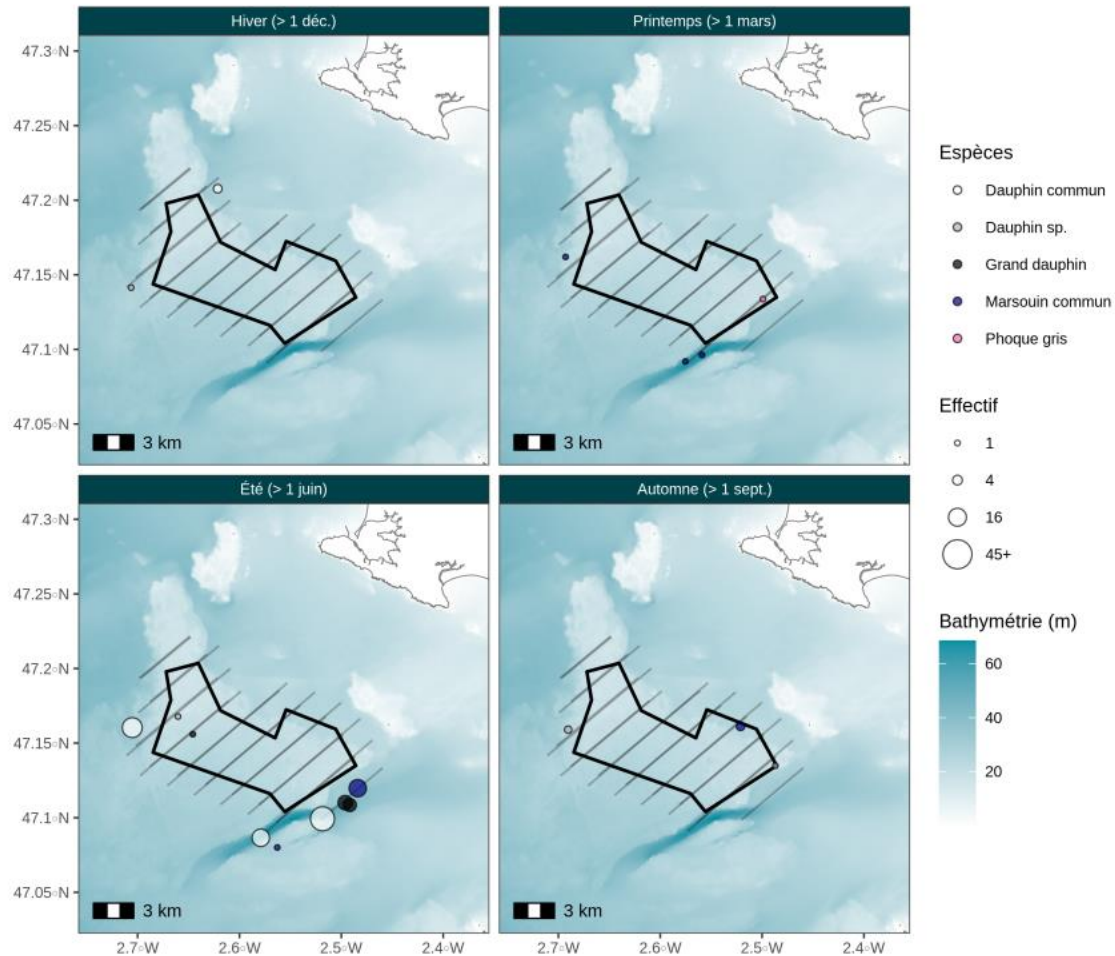 Hiver (> 1 déc.)
Printemps (> 1 mars)
47.3◦N
47.25◦N
47.2◦N
47.15◦N
47.1◦N
47.05◦N
3 km
3 km
Été (> 1 juin)
Automne (> 1 sept.)
47.3◦N
47.25◦N
47.2◦N
47.15◦N
47.1◦N
47.05◦N
3 km
3 km
2.7◦W 2.6◦W 2.5◦W 2.4◦W
2.7◦W 2.6◦W 2.5◦W 2.4◦W
Espèces
Dauphin commun
Dauphin sp.
Grand dauphin
Marsouin commun
Phoque gris
Effectif
1
4
16
45+
Bathymétrie (m)
60
40
20